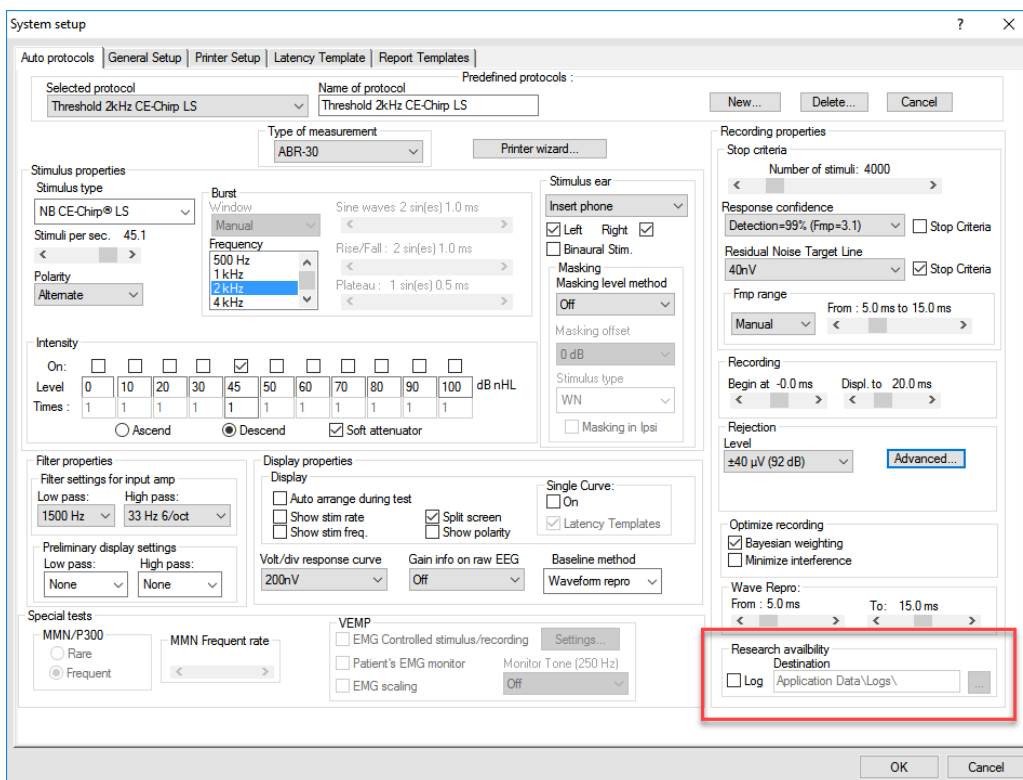 System setup
Auto protocols General Setup Printer Setup Latency Template Report Templates
Predefined protocols :
Selected protocol
Threshold 2kHz CE-Chirp LS
Name of protocol
Threshold 2kHz CE-Chirp LS
New...
Delete...
Cancel
Type of measurement
ABR-30
Printer wizard...
Stimulus properties
Stimulus type
NB CE-Chirp® LS
Stimuli per sec. 45.1
Polarity
Alternate
Burst
Window
Manual
Frequency
500 Hz
1 kHz
2 kHz
4 kHz
Sine waves 2 sin(es) 1.0 ms
Rise/Fall : 2 sin(es) 1.0 ms
Plateau : 1 sin(es) 0.5 ms
Intensity
On:
Level 0 10 20 30 45 50 60 70 80 90 100 dB nHL
Times : 1 1 1 1 1 1 1 1 1 1 1
Ascend Descend Soft attenuator
Stimulus ear
Insert phone
Left Right
Binaural Stim.
Masking
Masking level method
Off
Masking offset
0 dB
Stimulus type
WN
Masking in Ipsi
Recording properties
Stop criteria
Number of stimuli: 4000
Response confidence
Detection=99% (Fmp=3.1) Stop Criteria
Residual Noise Target Line
40nV Stop Criteria
Fmp range
From : 5.0 ms to 15.0 ms
Manual
Recording
Begin at -0.0 ms Displ. to 20.0 ms
Rejection
Level
±40 µV (92 dB)
Advanced...
Optimize recording
Bayesian weighting
Minimize interference
Wave Repro:
From : 5.0 ms To: 15.0 ms
Research availbility
Destination
Log Application Data\Logs\ ...
Filter properties
Filter settings for input amp
Low pass: High pass:
1500 Hz 33 Hz 6/oct
Preliminary display settings
Low pass: High pass:
None None
Display properties
Display
Auto arrange during test
Show stim rate Split screen
Show stim freq. Show polarity
Single Curve:
On
Latency Templates
Volt/div response curve Gain info on raw EEG Baseline method
200nV Off Waveform repro
Special tests
MMN/P300
Rare
Frequent
MMN Frequent rate
VEMP
EMG Controlled stimulus/recording Settings...
Patient's EMG monitor Monitor Tone (250 Hz)
EMG scaling Off
OK Cancel